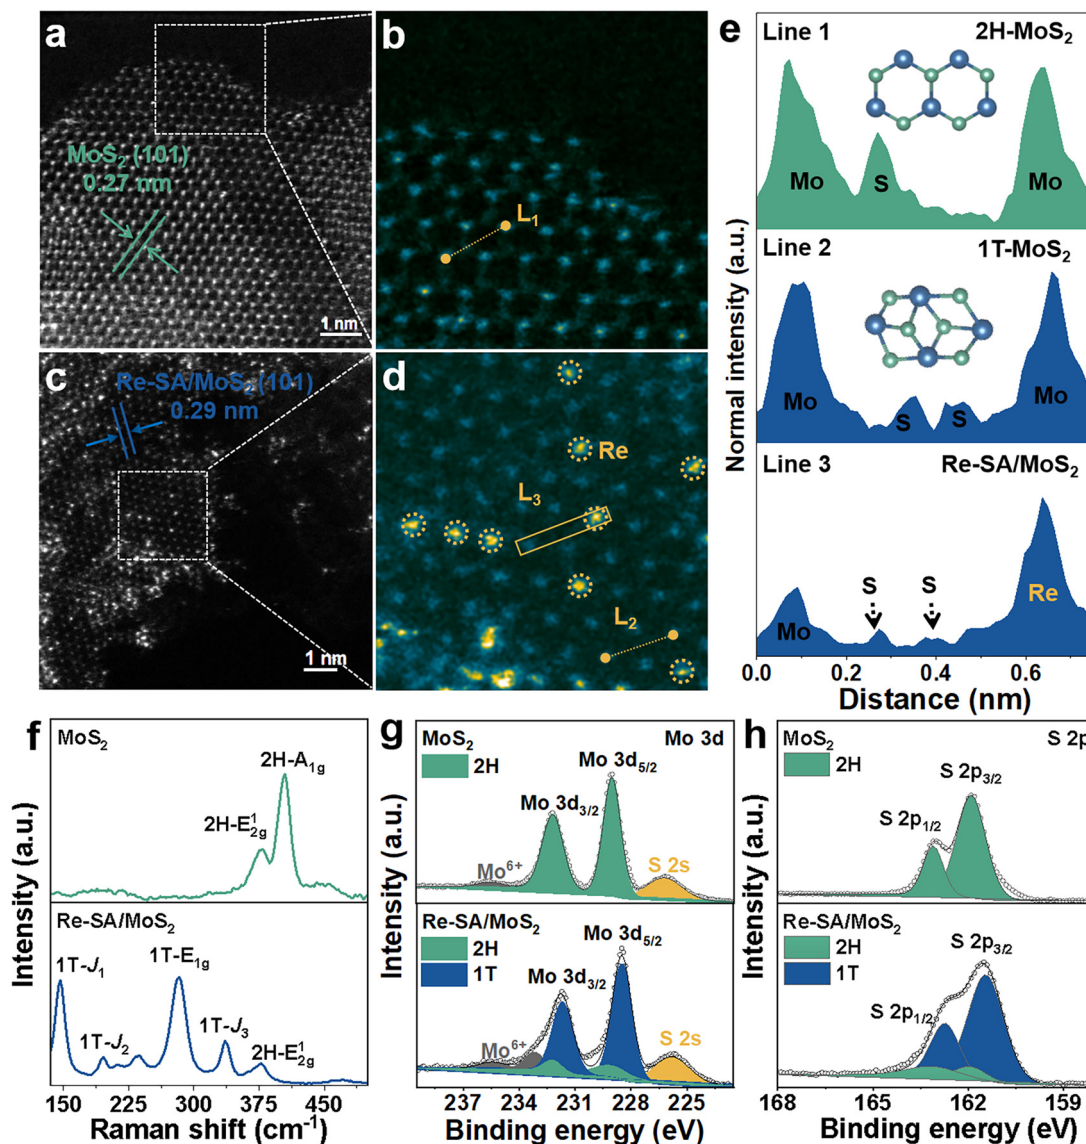 a
MoS₂ (101)
0.27 nm
1 nm
b
L₁
c
Re-SA/MoS₂ (101)
0.29 nm
1 nm
d
Re
L₃
L₂
e
Line 1
2H-MoS₂
Mo
S
Mo
Line 2
1T-MoS₂
Mo
S
S
Mo
Line 3
Re-SA/MoS₂
Mo
S
S
Re
Normal intensity (a.u.)
0.0 0.2 0.4 0.6
Distance (nm)
f
MoS₂
2H-A₁g
2H-E¹₂g
Re-SA/MoS₂
1T-J₁
1T-J₂
1T-E₁g
1T-J₃
2H-E¹₂g
Intensity (a.u.)
150 225 300 375 450
Raman shift (cm⁻¹)
g
MoS₂
Mo 3d
2H
Mo 3d₅/₂
Mo 3d₃/₂
Mo⁶⁺
S 2s
Re-SA/MoS₂
2H
1T
Mo 3d₅/₂
Mo 3d₃/₂
Mo⁶⁺
S 2s
Intensity (a.u.)
237 234 231 228 225
Binding energy (eV)
h
MoS₂
S 2p
2H
S 2p₃/₂
S 2p₁/₂
Re-SA/MoS₂
2H
1T
S 2p₃/₂
S 2p₁/₂
Intensity (a.u.)
168 165 162 159
Binding energy (eV)